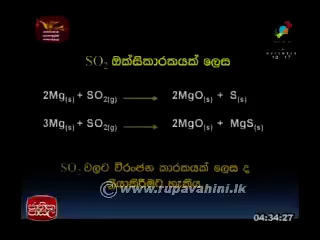 SO₂ ඔක්සිකාරකයක් ලෙස
2Mg(s) + SO2(g) → 2MgO(s) + S(s)
3Mg(s) + SO2(g) → 2MgO(s) + MgS(s)
SO₂ වලට විරංජන කාරකයක් ලෙස ද
ක්‍රියාකිරීමට හැකිය
©www.rupavahini.lk
04:34:27